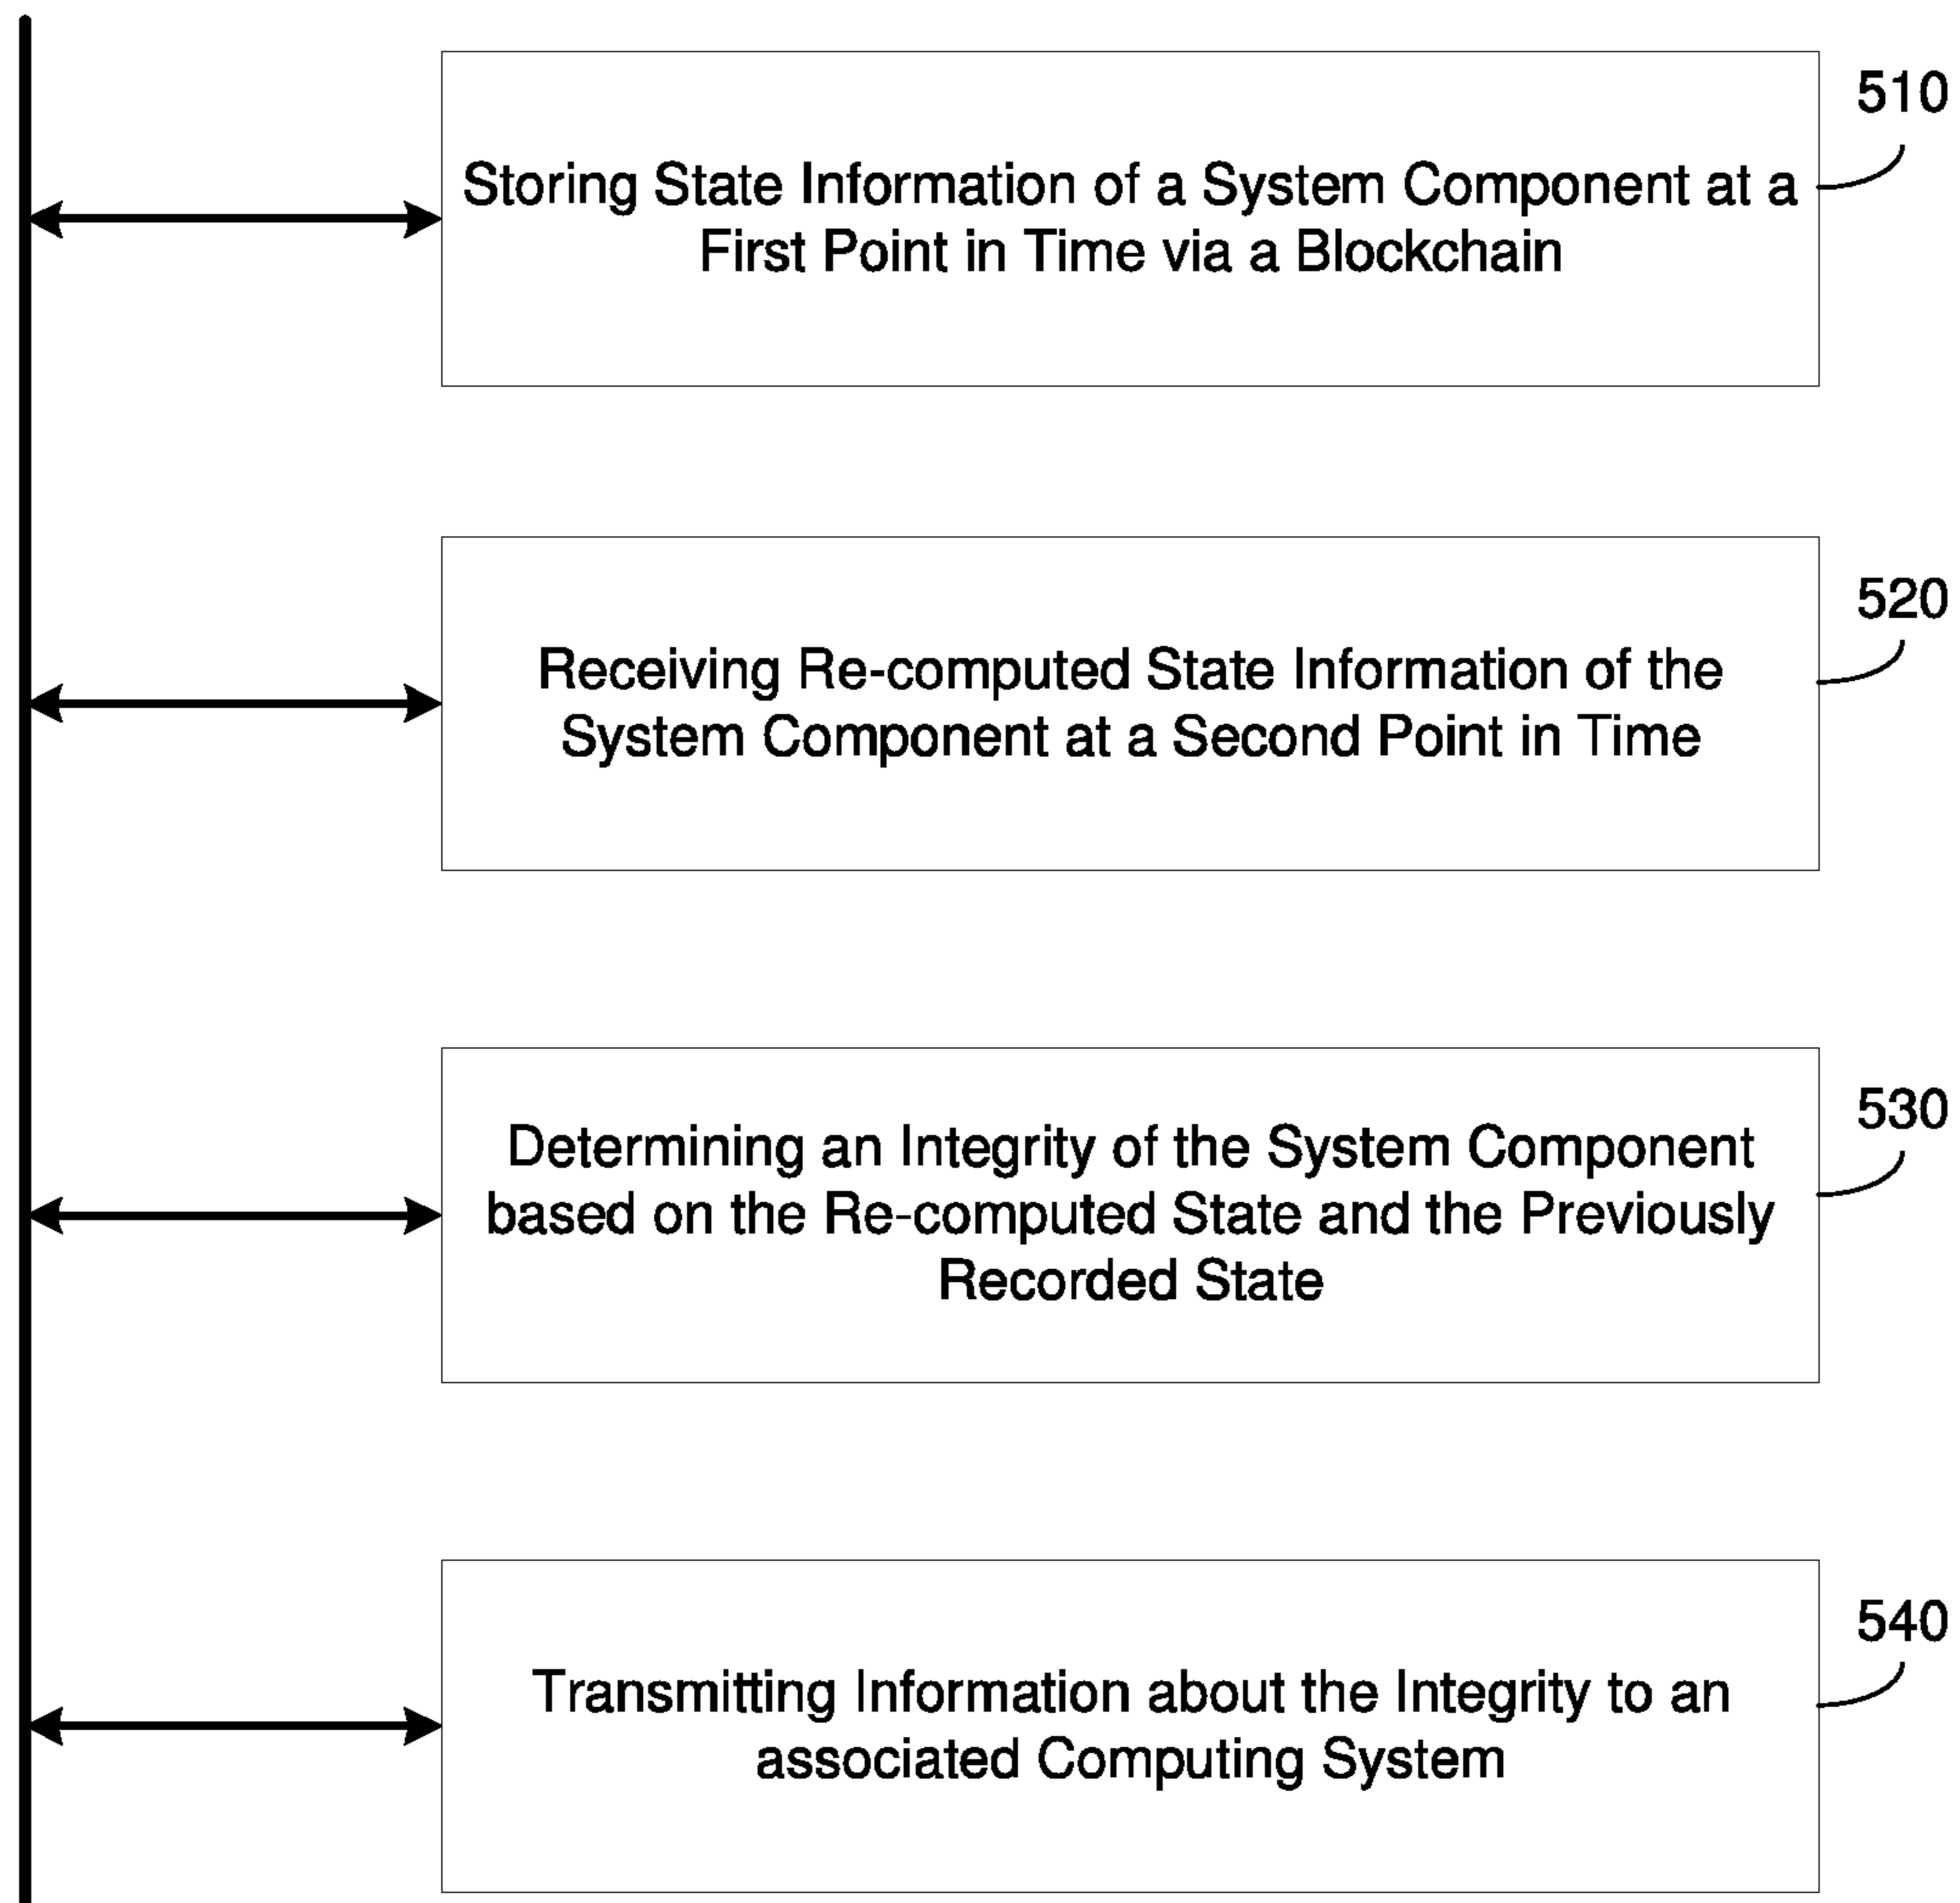 510
Storing State Information of a System Component at a
First Point in Time via a Blockchain
520
Receiving Re-computed State Information of the
System Component at a Second Point in Time
530
Determining an Integrity of the System Component
based on the Re-computed State and the Previously
Recorded State
540
Transmitting Information about the Integrity to an
associated Computing System